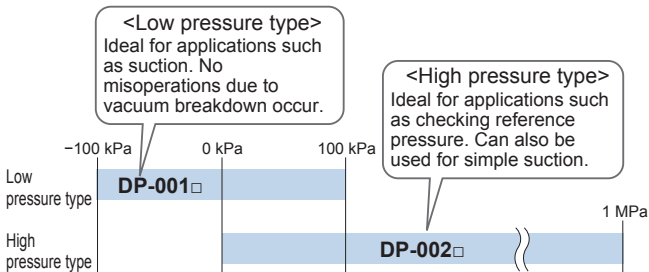 <Low pressure type>
Ideal for applications such
as suction. No
misoperations due to
vacuum breakdown occur.
<High pressure type>
Ideal for applications such
as checking reference
pressure. Can also be
used for simple suction.
−100 kPa 0 kPa 100 kPa
Low
pressure type
DP-001□
1 MPa
High
pressure type
DP-002□